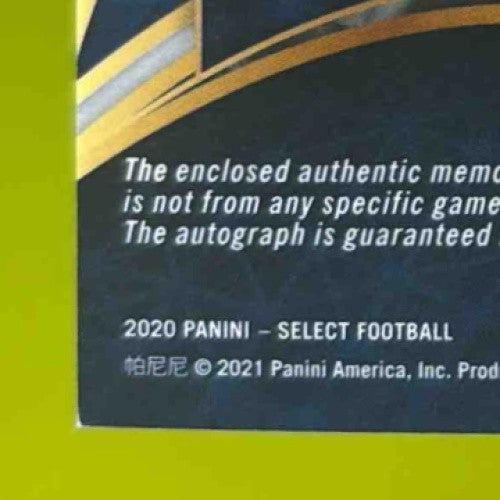 The enclosed authentic memo
is not from any specific game
The autograph is guaranteed
2020 PANINI – SELECT FOOTBALL
帕尼尼 © 2021 Panini America, Inc. Prod